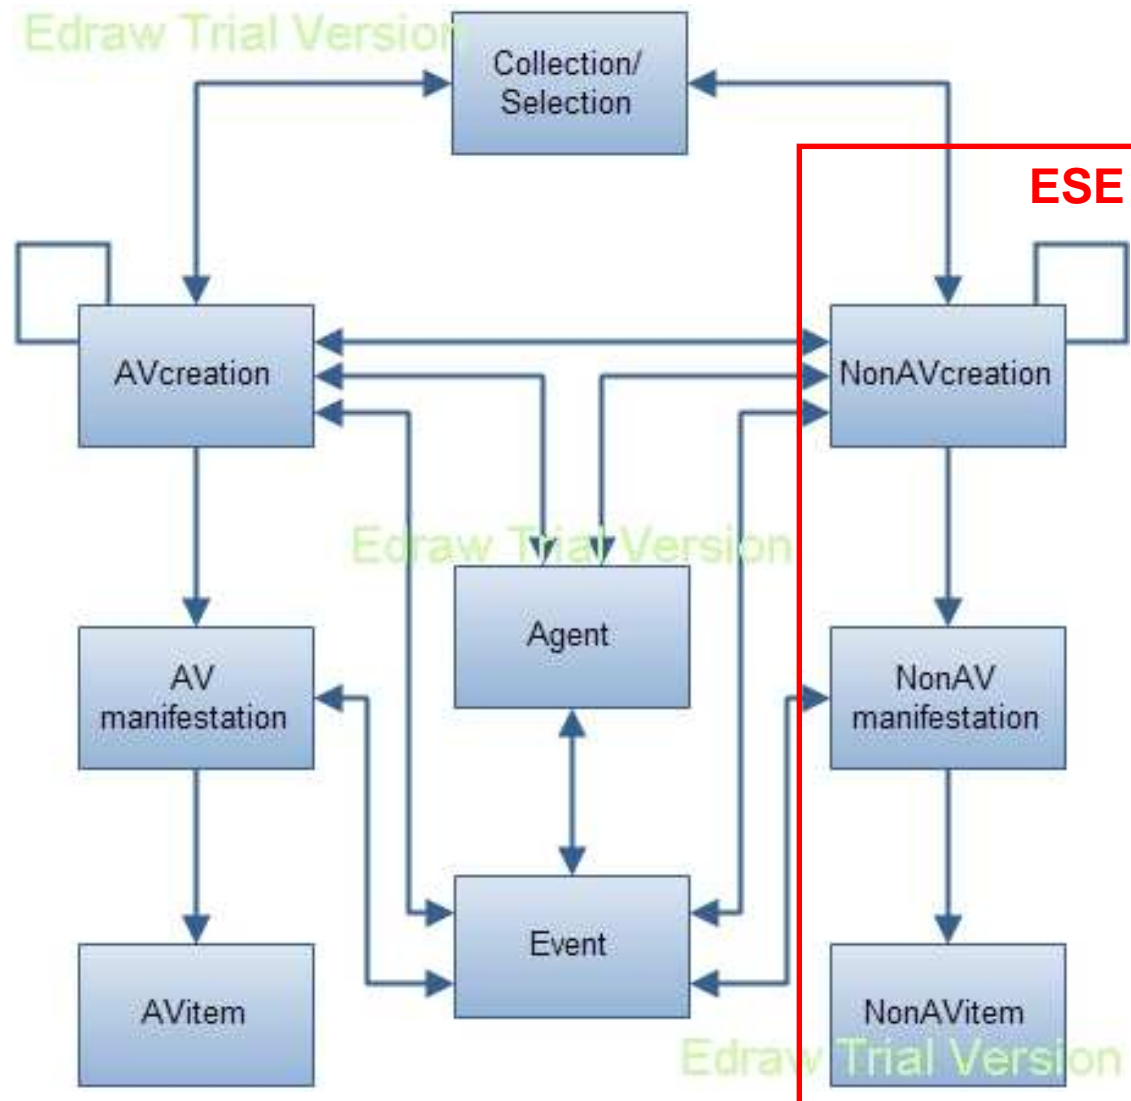 Edraw Trial Version
Collection/
Selection
ESE
AVcreation
NonAVcreation
Edraw Trial Version
Agent
AV
manifestation
NonAV
manifestation
Event
AVitem
NonAVitem
Edraw Trial Version